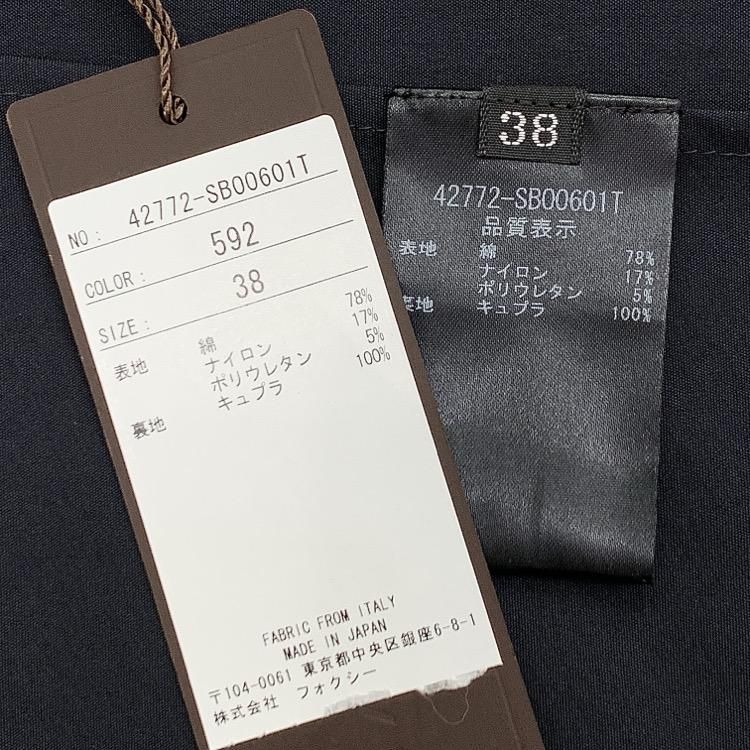 NO: 42772-SB00601T
COLOR: 592
SIZE: 38
表地 綿 78%
ナイロン 17%
ポリウレタン 5%
裏地 キュプラ 100%
FABRIC FROM ITALY
MADE IN JAPAN
〒104-0061 東京都中央区銀座6-8-1
株式会社 フォクシー
38
42772-SB00601T
品質表示
表地 綿 78%
ナイロン 17%
ポリウレタン 5%
裏地 キュプラ 100%